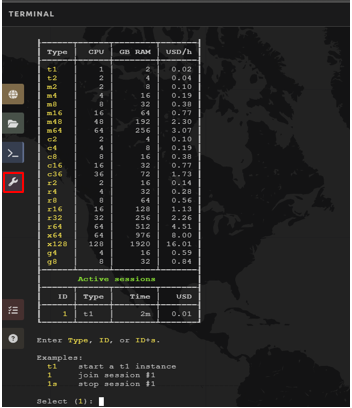 TERMINAL
Type CPU GB RAM USD/h
t1 1 2 0.02
t2 2 4 0.04
m2 2 8 0.10
m4 4 16 0.19
m8 8 32 0.38
m16 16 64 0.77
m48 48 192 2.30
m64 64 256 3.07
c2 2 4 0.10
c4 4 8 0.19
c8 8 16 0.38
c16 16 32 0.77
c36 36 72 1.73
r2 2 16 0.14
r4 4 32 0.28
r8 8 64 0.56
r16 16 128 1.13
r32 32 256 2.26
r64 64 512 4.51
x64 64 976 8.00
x128 128 1920 16.01
g4 4 16 0.59
g8 8 32 0.84
Active sessions
ID Type Time USD
1 t1 2m 0.01
Enter Type, ID, or ID+s.
Examples:
t1 start a t1 instance
1 join session #1
1s stop session #1
Select (1):